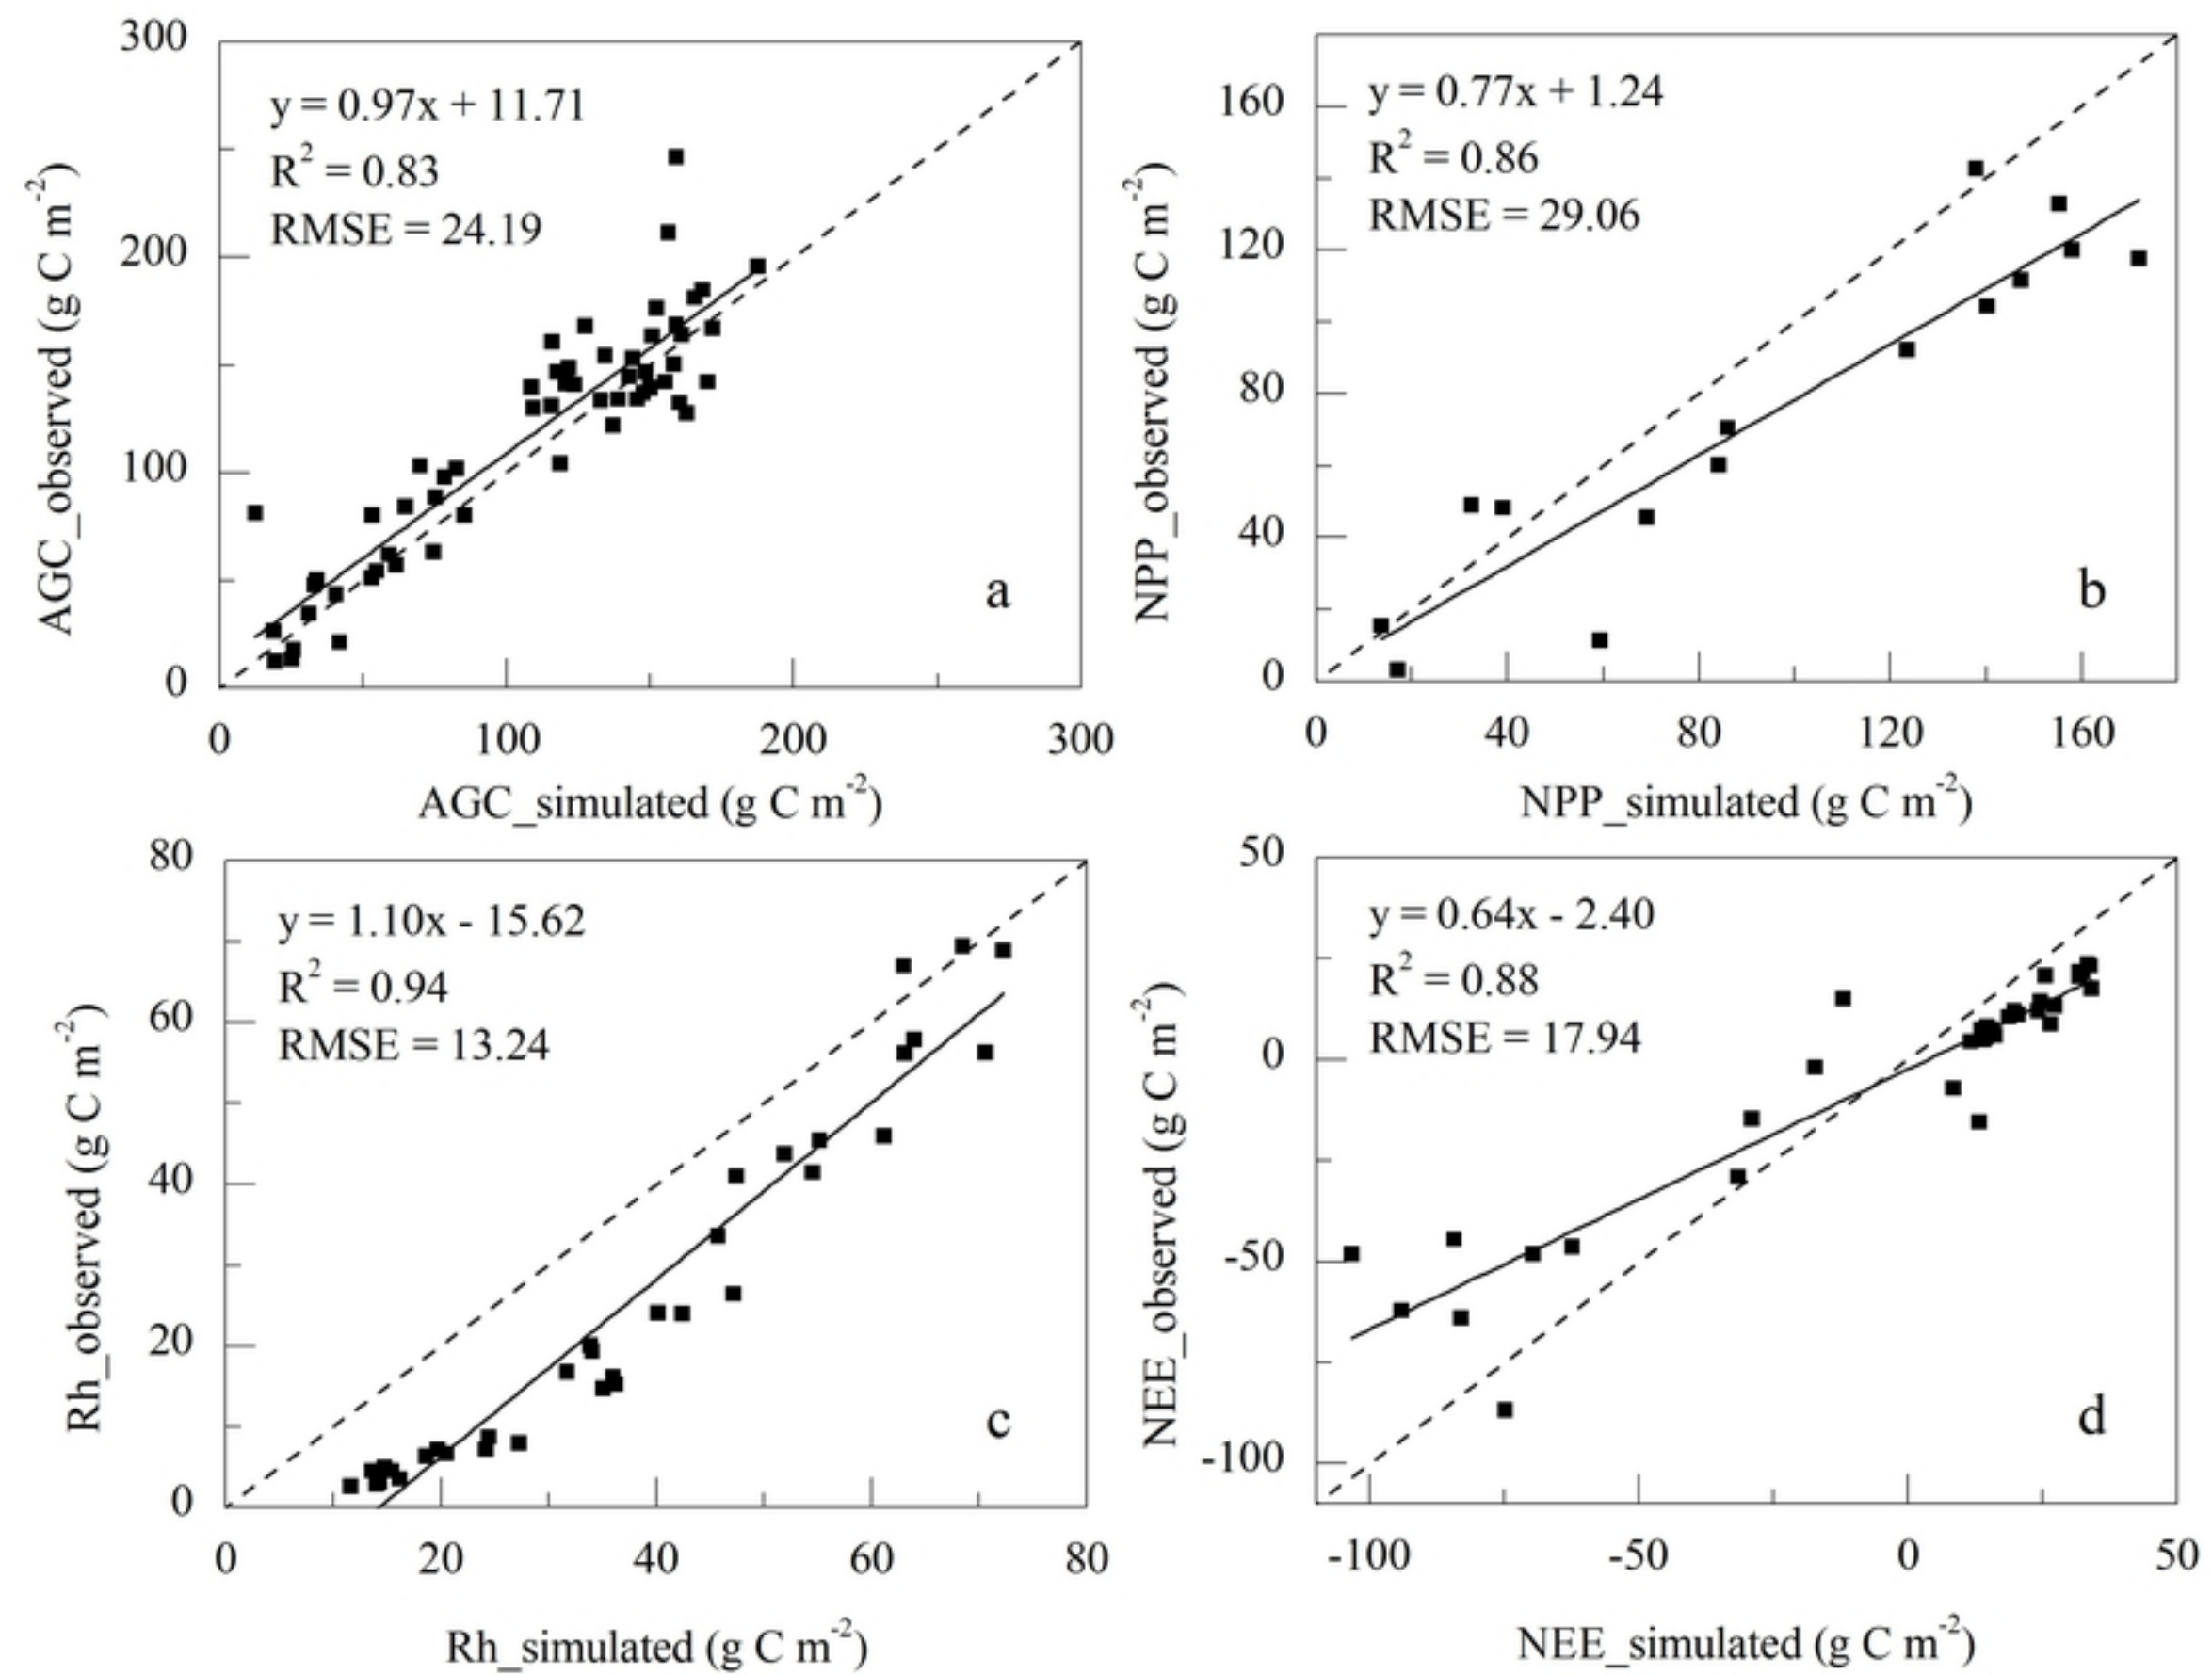 300
200
100
0
AGC_observed (g C m-2)
y = 0.97x + 11.71
R2 = 0.83
RMSE = 24.19
a
0 100 200 300
AGC_simulated (g C m-2)
160
120
80
40
0
NPP_observed (g C m-2)
y = 0.77x + 1.24
R2 = 0.86
RMSE = 29.06
b
0 40 80 120 160
NPP_simulated (g C m-2)
80
60
40
20
0
Rh_observed (g C m-2)
y = 1.10x - 15.62
R2 = 0.94
RMSE = 13.24
c
0 20 40 60 80
Rh_simulated (g C m-2)
50
0
-50
-100
NEE_observed (g C m-2)
y = 0.64x - 2.40
R2 = 0.88
RMSE = 17.94
d
-100 -50 0 50
NEE_simulated (g C m-2)